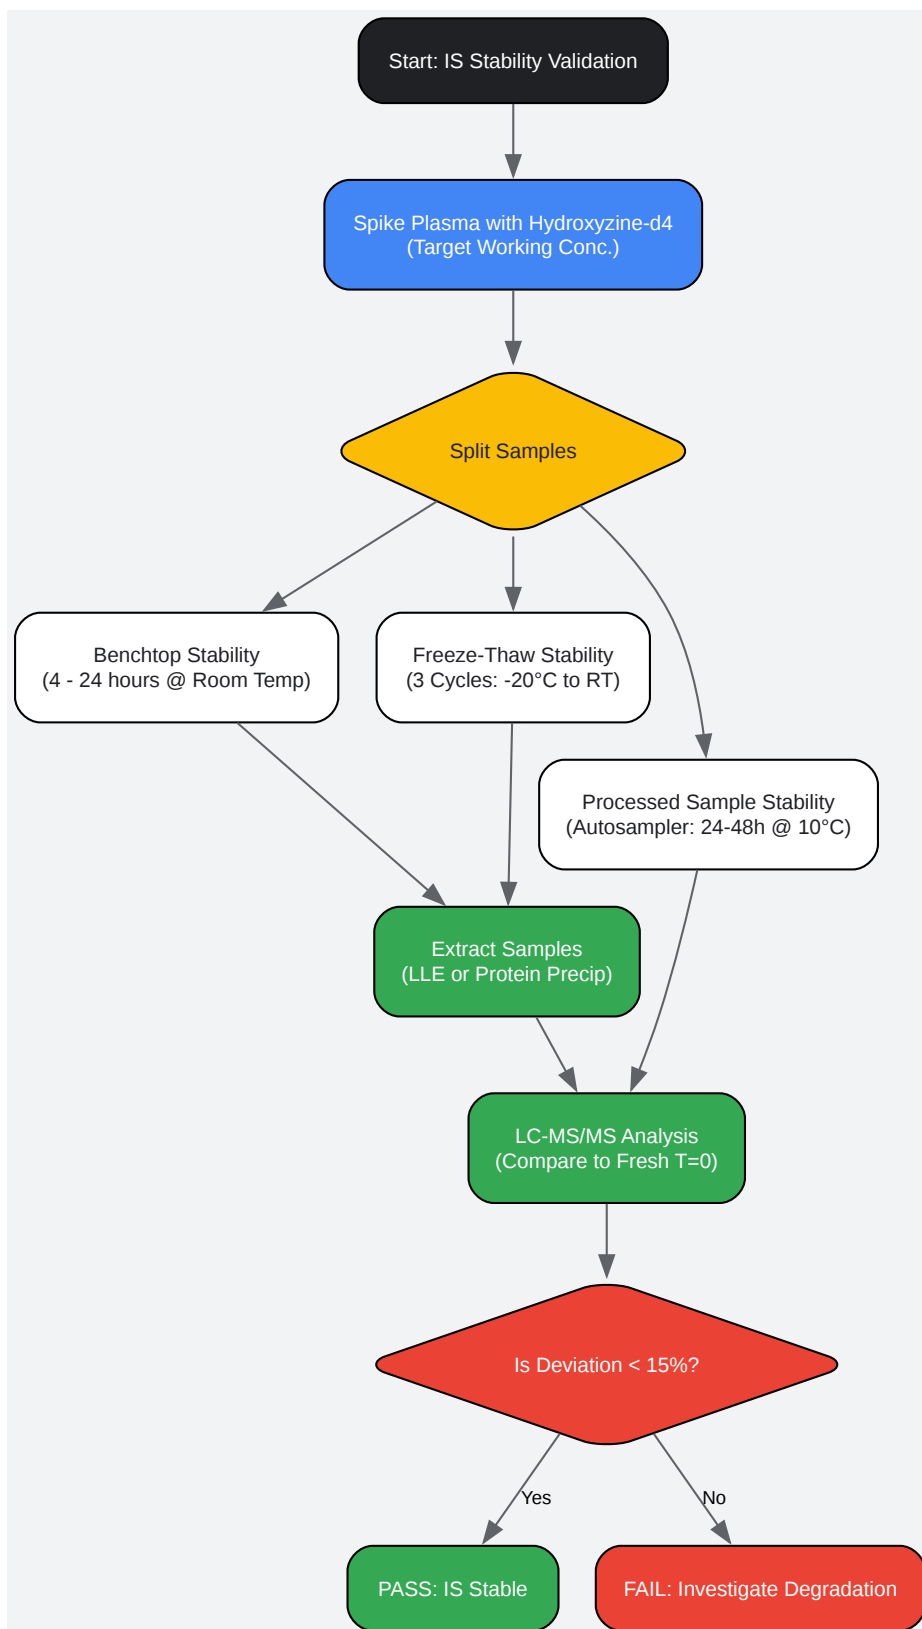 Start: IS Stability Validation
Spike Plasma with Hydroxyzine-d4
(Target Working Conc.)
Split Samples
Benchtop Stability
(4 - 24 hours @ Room Temp)
Freeze-Thaw Stability
(3 Cycles: -20°C to RT)
Processed Sample Stability
(Autosampler: 24-48h @ 10°C)
Extract Samples
(LLE or Protein Precip)
LC-MS/MS Analysis
(Compare to Fresh T=0)
Is Deviation < 15%?
Yes
No
PASS: IS Stable
FAIL: Investigate Degradation